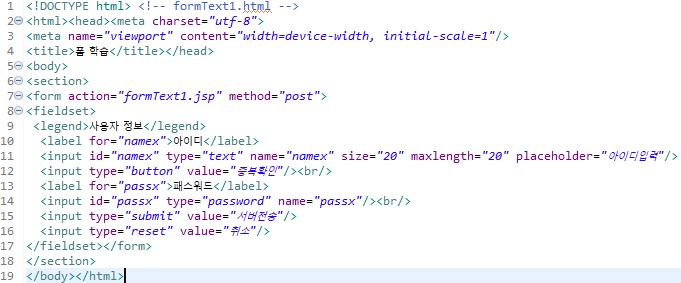 1 <!DOCTYPE html> <!-- formText1.html -->
2 <html><head><meta charset="utf-8">
3 <meta name="viewport" content="width=device-width, initial-scale=1"/>
4 <title>폼 학습</title></head>
5 <body>
6 <section>
7 <form action="formText1.jsp" method="post">
8 <fieldset>
9 <legend>사용자 정보</legend>
10 <label for="namex">아이디</label>
11 <input id="namex" type="text" name="namex" size="20" maxlength="20" placeholder="아이디입력"/>
12 <input type="button" value="중복확인"/><br/>
13 <label for="passx">패스워드</label>
14 <input id="passx" type="password" name="passx"/><br/>
15 <input type="submit" value="서버전송"/>
16 <input type="reset" value="취소"/>
17 </fieldset></form>
18 </section>
19 </body></html>